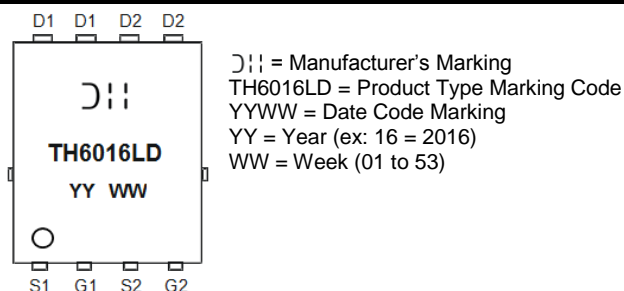 D1 D1 D2 D2
TH6016LD
YY WW
S1 G1 S2 G2
= Manufacturer's Marking
TH6016LD = Product Type Marking Code
YYWW = Date Code Marking
YY = Year (ex: 16 = 2016)
WW = Week (01 to 53)